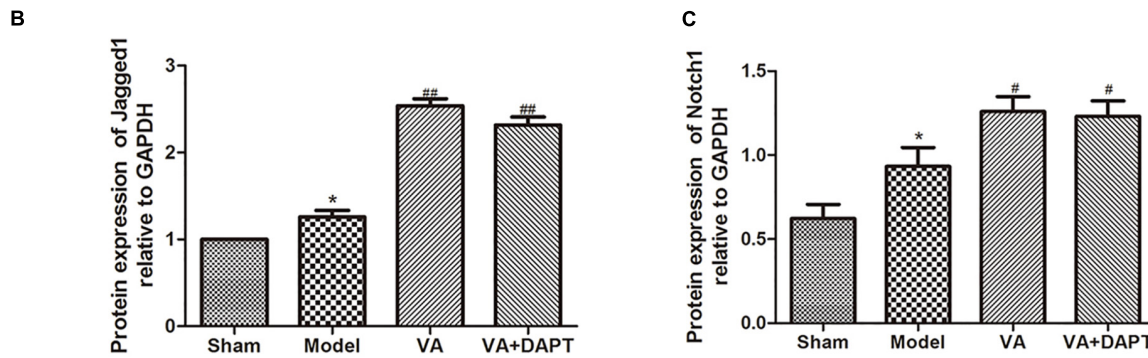 B
Protein expression of Jagged1
relative to GAPDH
3
2
1
0
*
##
##
Sham Model VA VA+DAPT
C
Protein expression of Notch1
relative to GAPDH
1.5
1.0
0.5
0.0
*
#
#
Sham Model VA VA+DAPT